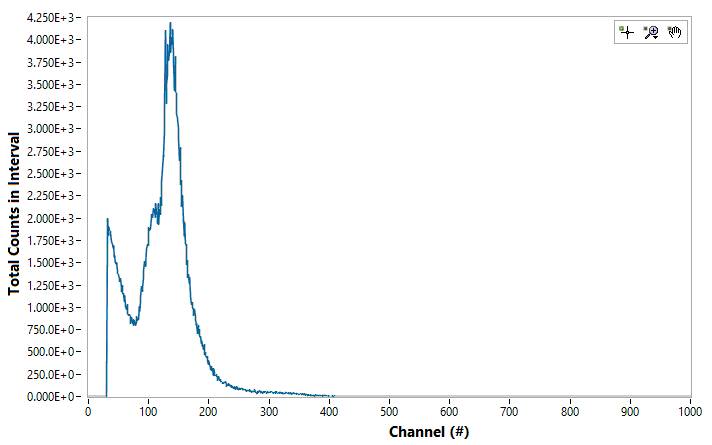 4.250E+3
4.000E+3
3.750E+3
3.500E+3
3.250E+3
3.000E+3
2.750E+3
2.500E+3
2.250E+3
2.000E+3
1.750E+3
1.500E+3
1.250E+3
1.000E+3
750.0E+0
500.0E+0
250.0E+0
0.000E+0
Total Counts in Interval
0 100 200 300 400 500 600 700 800 900 1000
Channel (#)